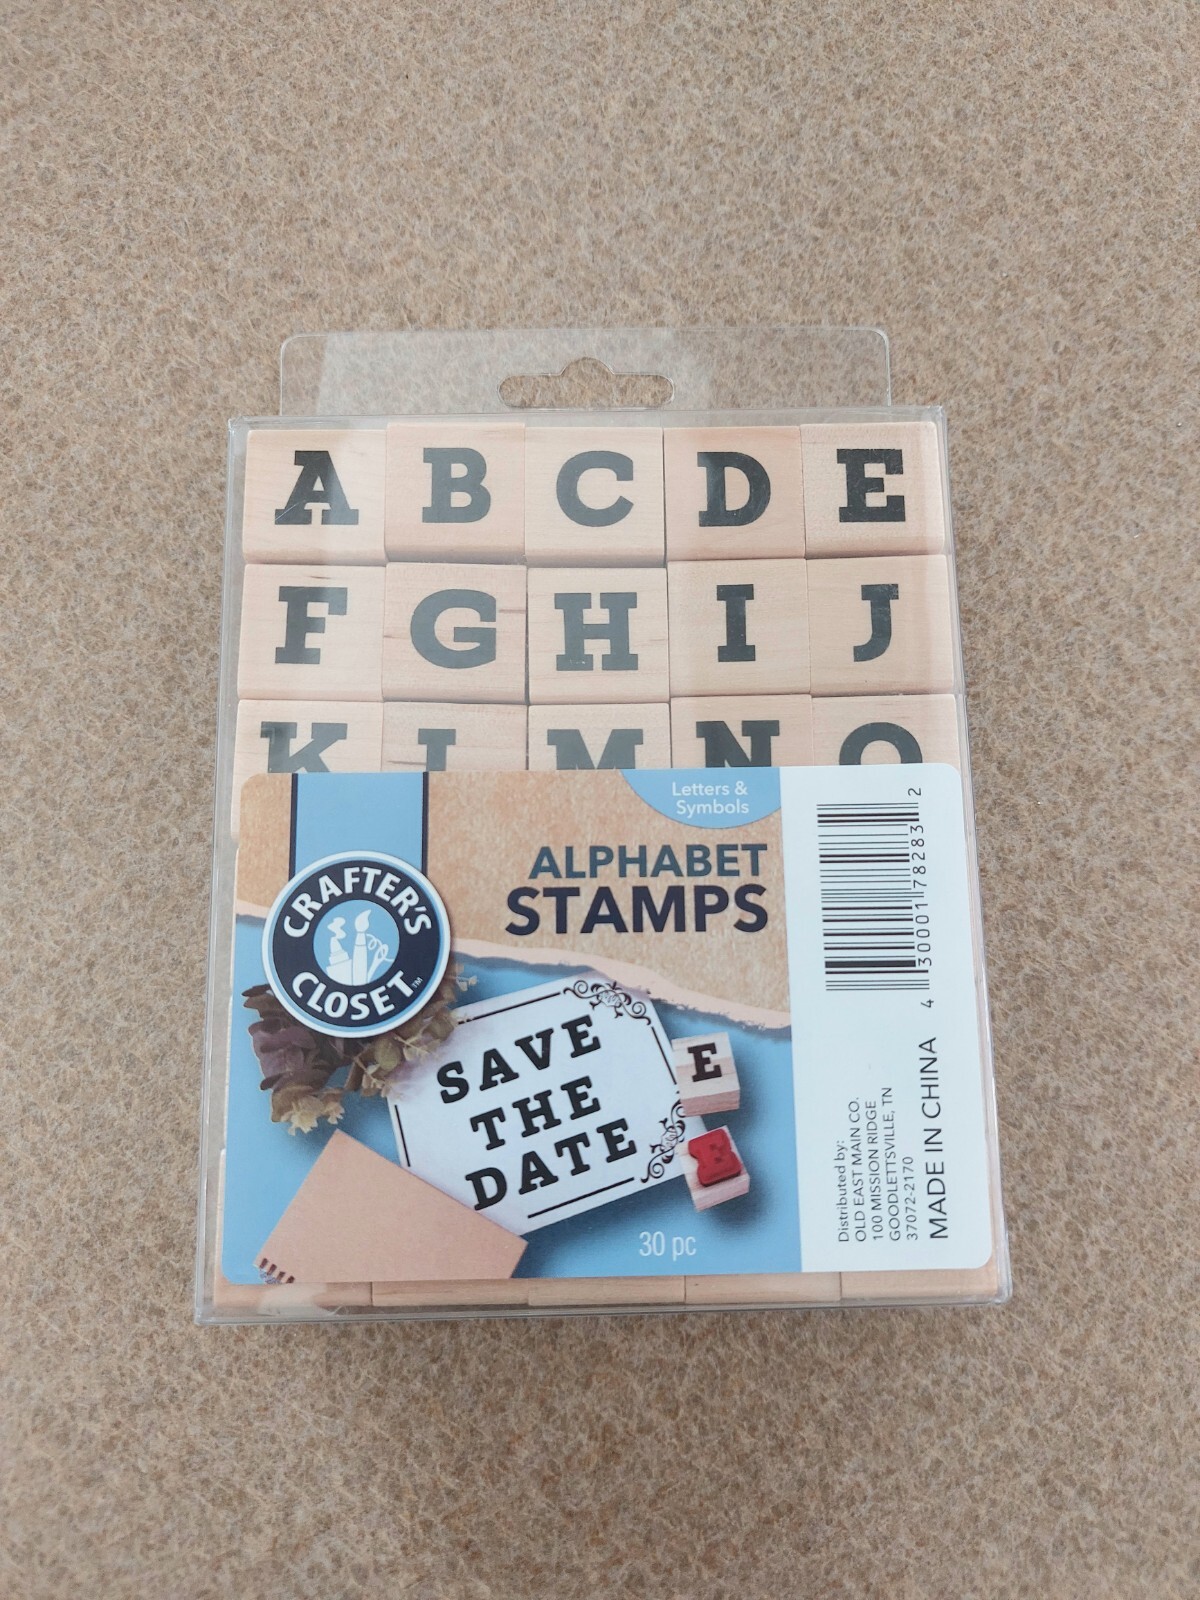 A B C D E
F G H I J
K L M N O
Letters &
Symbols
ALPHABET
STAMPS
CRAFTER'S
CLOSET™
SAVE
THE
DATE
E
30 pc
4 30001 78283 2
Distributed by:
OLD EAST MAIN CO.
100 MISSION RIDGE
GOODLETTSVILLE, TN
37072-2170
MADE IN CHINA